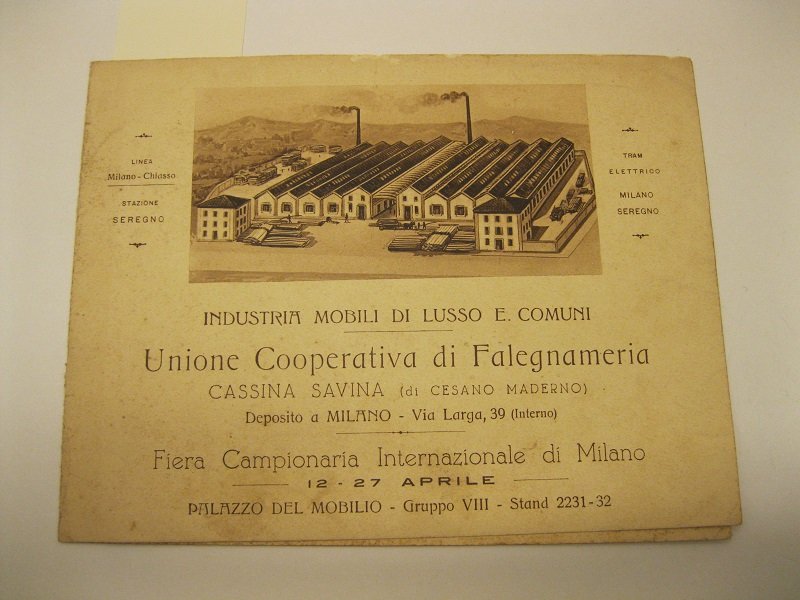 LINEA
Milano - Chiasso
STAZIONE
SEREGNO
TRAM
ELETTRICO
MILANO
SEREGNO
INDUSTRIA MOBILI DI LUSSO E. COMUNI
Unione Cooperativa di Falegnameria
CASSINA SAVINA (di CESANO MADERNO)
Deposito a MILANO - Via Larga, 39 (Interno)
Fiera Campionaria Internazionale di Milano
12 - 27 APRILE
PALAZZO DEL MOBILIO - Gruppo VIII - Stand 2231-32